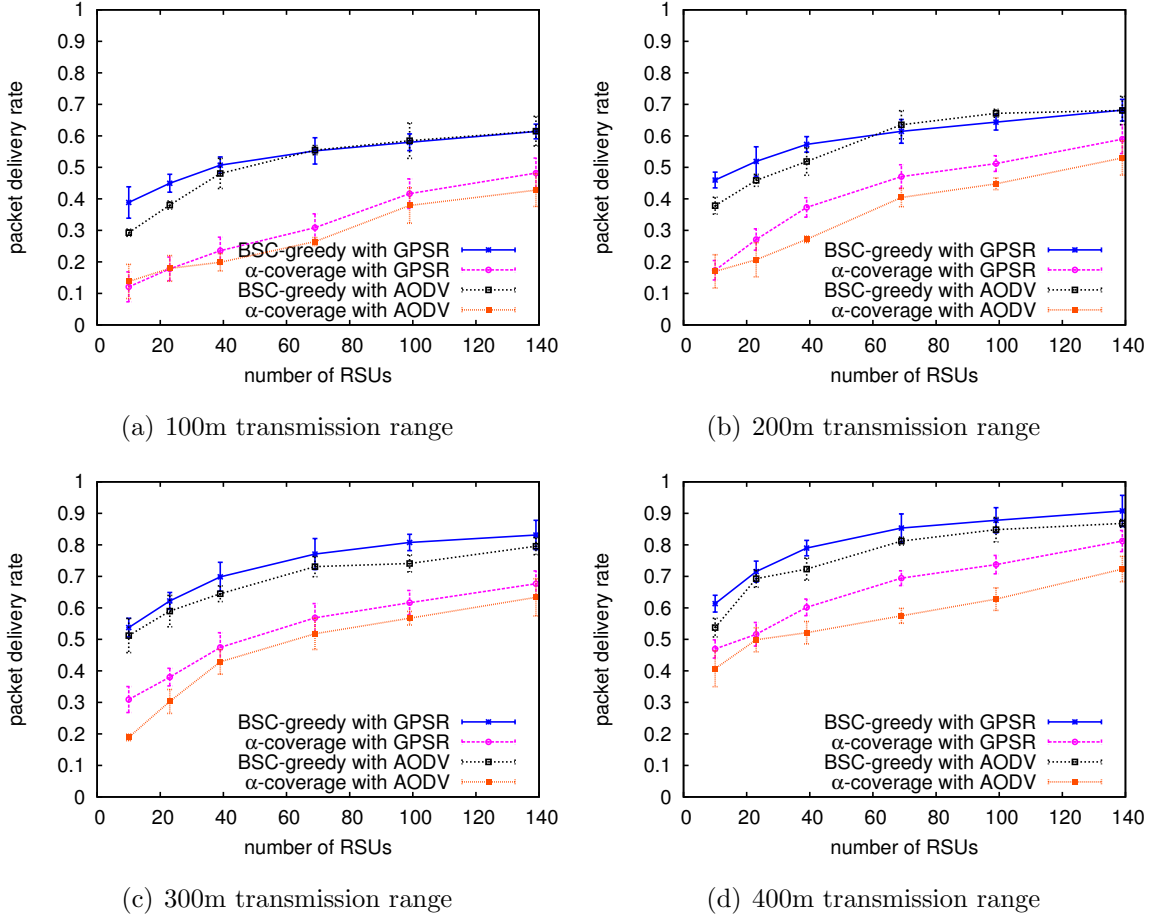 1
0.9
0.8
0.7
0.6
0.5
0.4
0.3
0.2
0.1
0
packet delivery rate
BSC-greedy with GPSR
α-coverage with GPSR
BSC-greedy with AODV
α-coverage with AODV
0 20 40 60 80 100 120 140
number of RSUs
(a) 100m transmission range
1
0.9
0.8
0.7
0.6
0.5
0.4
0.3
0.2
0.1
0
packet delivery rate
BSC-greedy with GPSR
α-coverage with GPSR
BSC-greedy with AODV
α-coverage with AODV
0 20 40 60 80 100 120 140
number of RSUs
(b) 200m transmission range
1
0.9
0.8
0.7
0.6
0.5
0.4
0.3
0.2
0.1
0
packet delivery rate
BSC-greedy with GPSR
α-coverage with GPSR
BSC-greedy with AODV
α-coverage with AODV
0 20 40 60 80 100 120 140
number of RSUs
(c) 300m transmission range
1
0.9
0.8
0.7
0.6
0.5
0.4
0.3
0.2
0.1
0
packet delivery rate
BSC-greedy with GPSR
α-coverage with GPSR
BSC-greedy with AODV
α-coverage with AODV
0 20 40 60 80 100 120 140
number of RSUs
(d) 400m transmission range